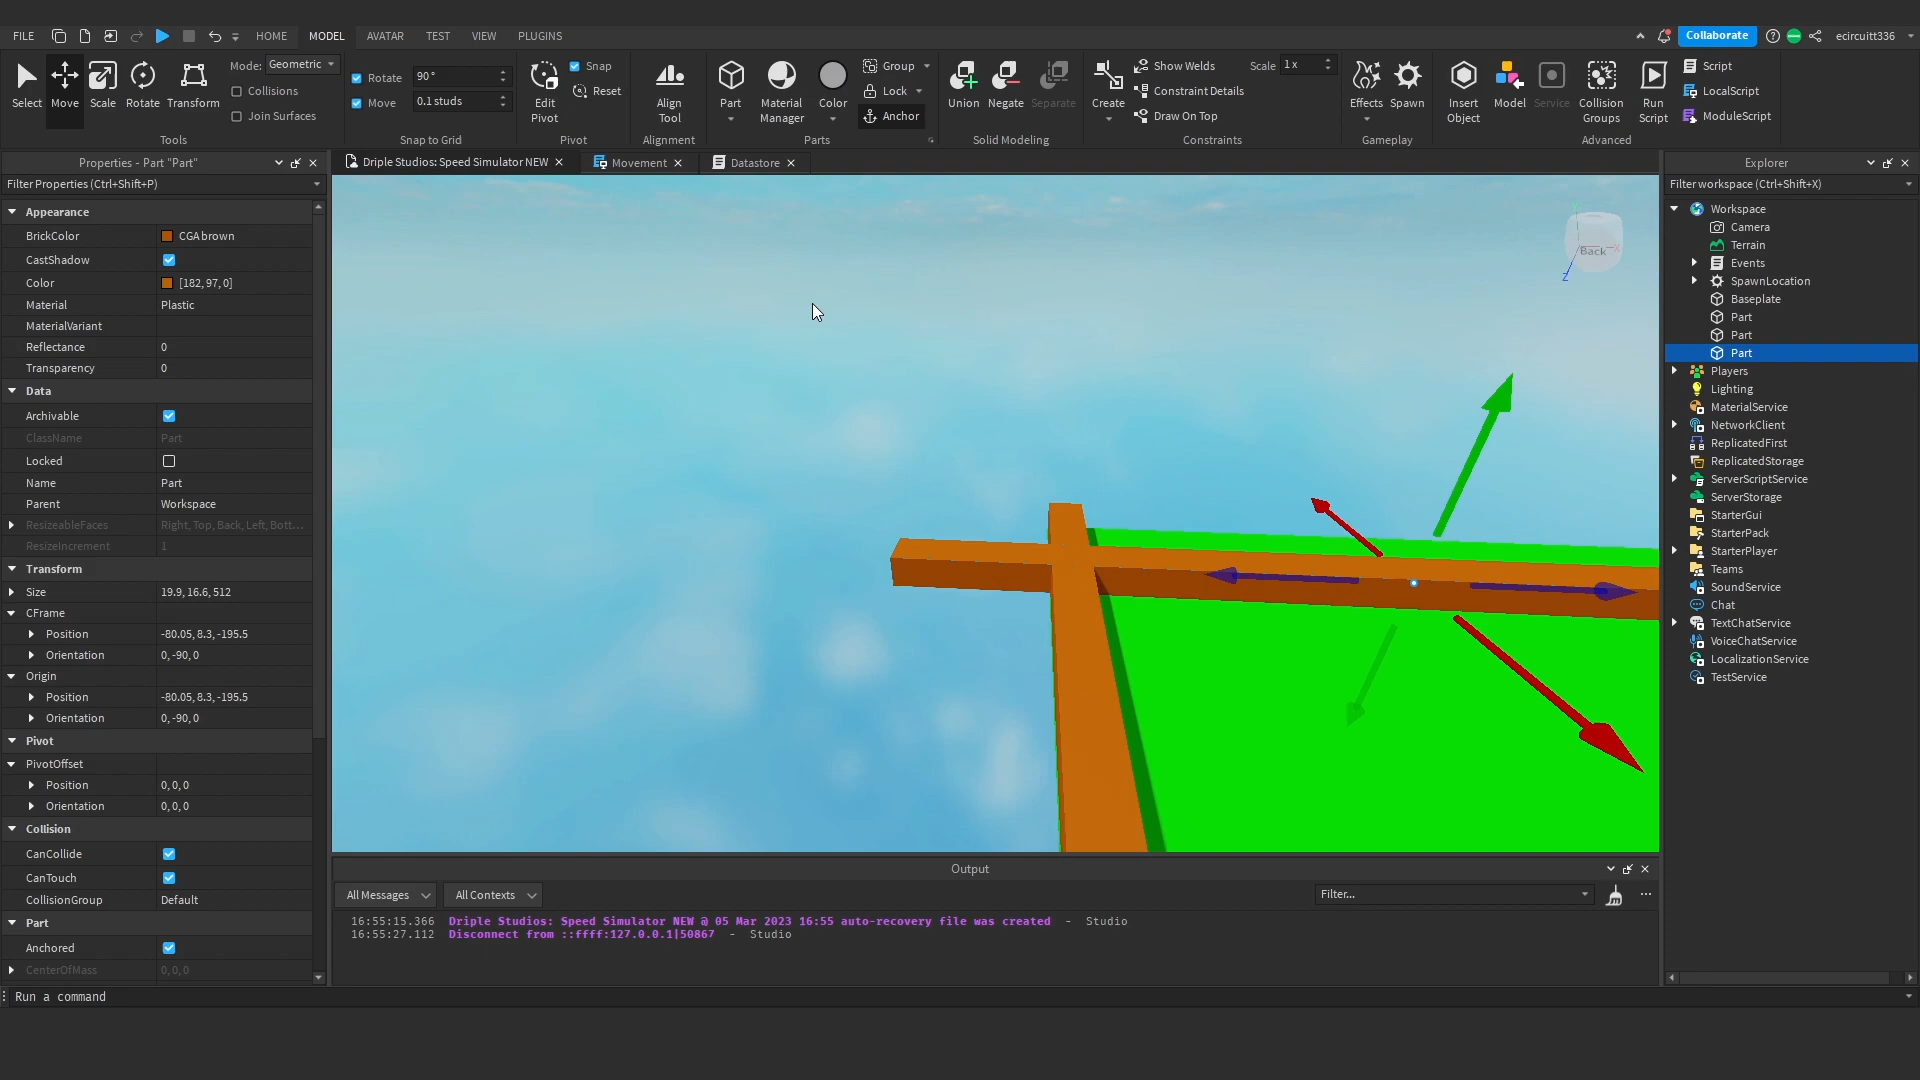 FILE HOME MODEL AVATAR TEST VIEW PLUGINS Collaborate ecircuitt336
Select Move Scale Rotate Transform
Mode: Geometric
Collisions
Join Surfaces
Tools
Rotate 90°
Move 0.1 studs
Snap to Grid
Edit Pivot
Snap
Reset
Pivot
Align Tool
Alignment
Part
Material Manager
Color
Group
Lock
Anchor
Parts
Union Negate Separate
Solid Modeling
Create
Show Welds
Scale 1 x
Constraint Details
Draw On Top
Constraints
Effects Spawn
Gameplay
Insert Object
Model
Service
Collision Groups
Run Script
Script
LocalScript
ModuleScript
Advanced
Properties - Part "Part"
Filter Properties (Ctrl+Shift+P)
Appearance
BrickColor CGA brown
CastShadow
Color [182, 97, 0]
Material Plastic
MaterialVariant
Reflectance 0
Transparency 0
Data
Archivable
ClassName Part
Locked
Name Part
Parent Workspace
ResizeableFaces Right, Top, Back, Left, Bott...
ResizeIncrement 1
Transform
Size 19.9, 16.6, 512
CFrame
Position -80.05, 8.3, -195.5
Orientation 0, -90, 0
Origin
Position -80.05, 8.3, -195.5
Orientation 0, -90, 0
Pivot
PivotOffset
Position 0, 0, 0
Orientation 0, 0, 0
Collision
CanCollide
CanTouch
CollisionGroup Default
Part
Anchored
CenterOfMass 0, 0, 0
Driple Studios: Speed Simulator NEW
Movement
Datastore
Y
Back
X
Z
Output
All Messages All Contexts Filter... ...
16:55:15.366 Driple Studios: Speed Simulator NEW @ 05 Mar 2023 16:55 auto-recovery file was created - Studio
16:55:27.112 Disconnect from ::ffff:127.0.0.1|50867 - Studio
Explorer
Filter workspace (Ctrl+Shift+X)
Workspace
Camera
Terrain
Events
SpawnLocation
Baseplate
Part
Part
Part
Players
Lighting
MaterialService
NetworkClient
ReplicatedFirst
ReplicatedStorage
ServerScriptService
ServerStorage
StarterGui
StarterPack
StarterPlayer
Teams
SoundService
Chat
TextChatService
VoiceChatService
LocalizationService
TestService
Run a command